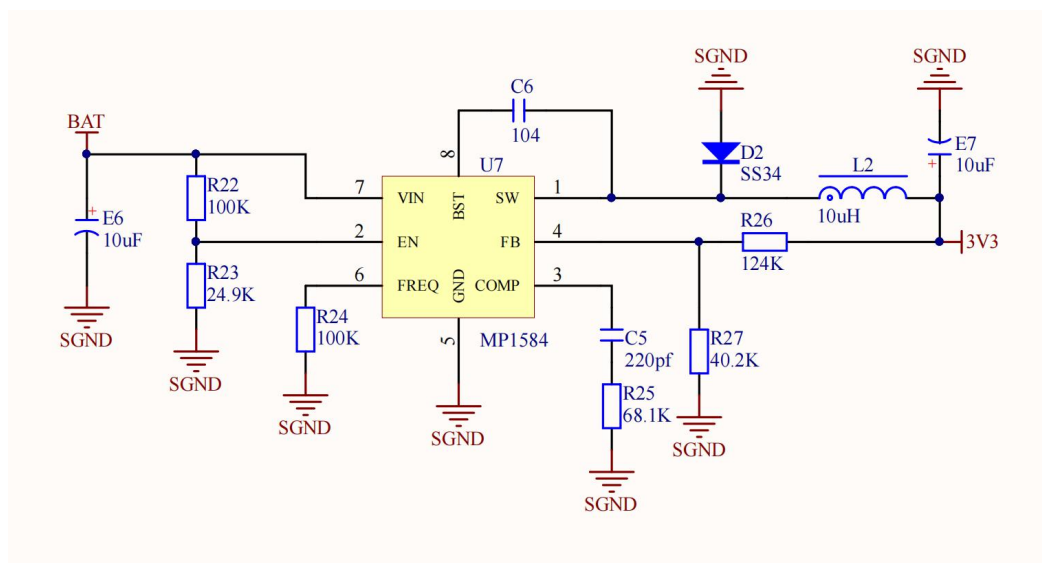 SGND
SGND
C6
104
BAT
8
U7
D2
SS34
E7
10uF
+
L2
10uH
7
VIN
BST
SW
1
R22
100K
+
E6
10uF
2
EN
FB
4
R26
124K
3V3
R23
24.9K
6
FREQ
GND
COMP
3
R24
100K
5
MP1584
C5
220pf
R27
40.2K
SGND
SGND
R25
68.1K
SGND
SGND
SGND
SGND